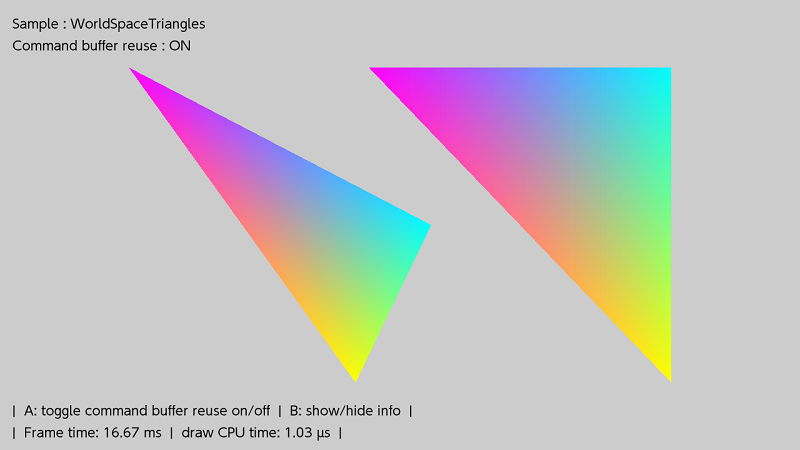 Sample : WorldSpaceTriangles
Command buffer reuse : ON
| A: toggle command buffer reuse on/off | B: show/hide info |
| Frame time: 16.67 ms | draw CPU time: 1.03 µs |